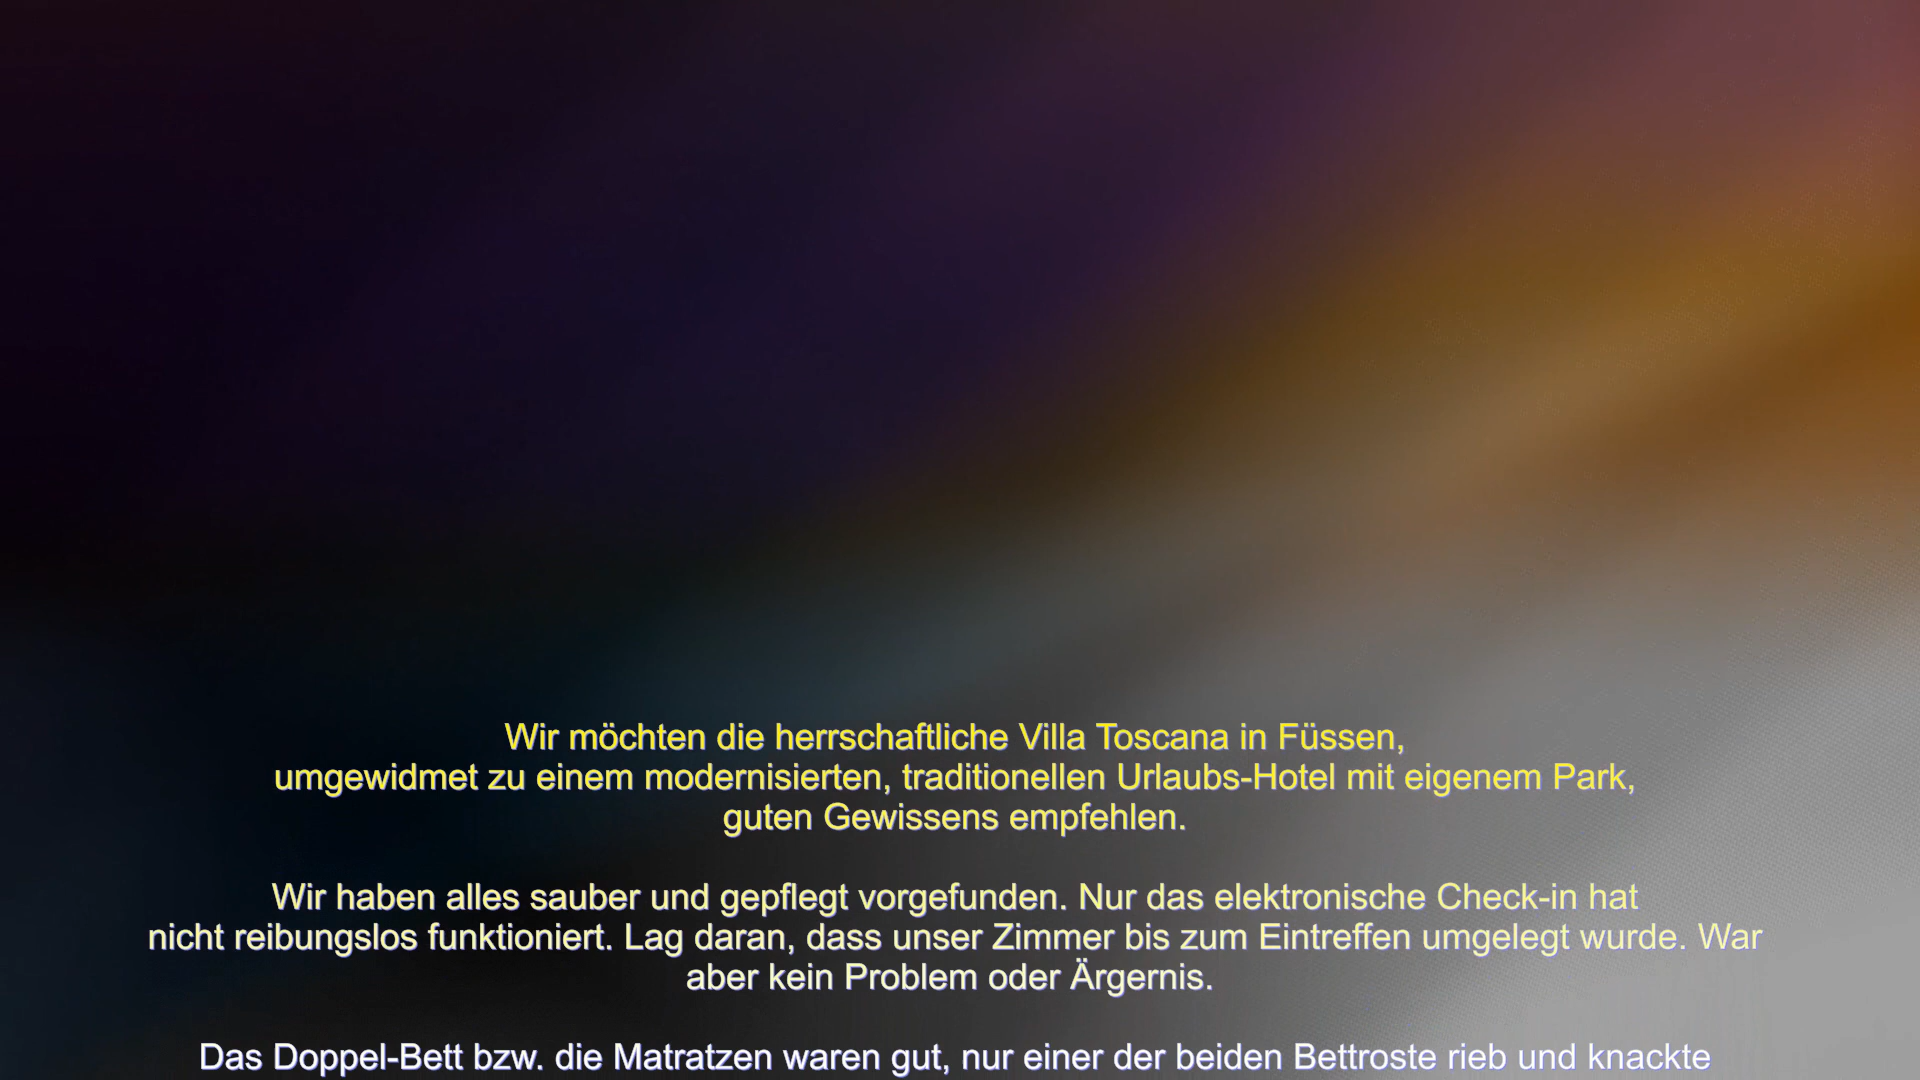 Wir möchten die herrschaftliche Villa Toscana in Füssen,
umgewidmet zu einem modernisierten, traditionellen Urlaubs-Hotel mit eigenem Park,
guten Gewissens empfehlen.
Wir haben alles sauber und gepflegt vorgefunden. Nur das elektronische Check-in hat
nicht reibungslos funktioniert. Lag daran, dass unser Zimmer bis zum Eintreffen umgelegt wurde. War
aber kein Problem oder Ärgernis.
Das Doppel-Bett bzw. die Matratzen waren gut, nur einer der beiden Bettroste rieb und knackte